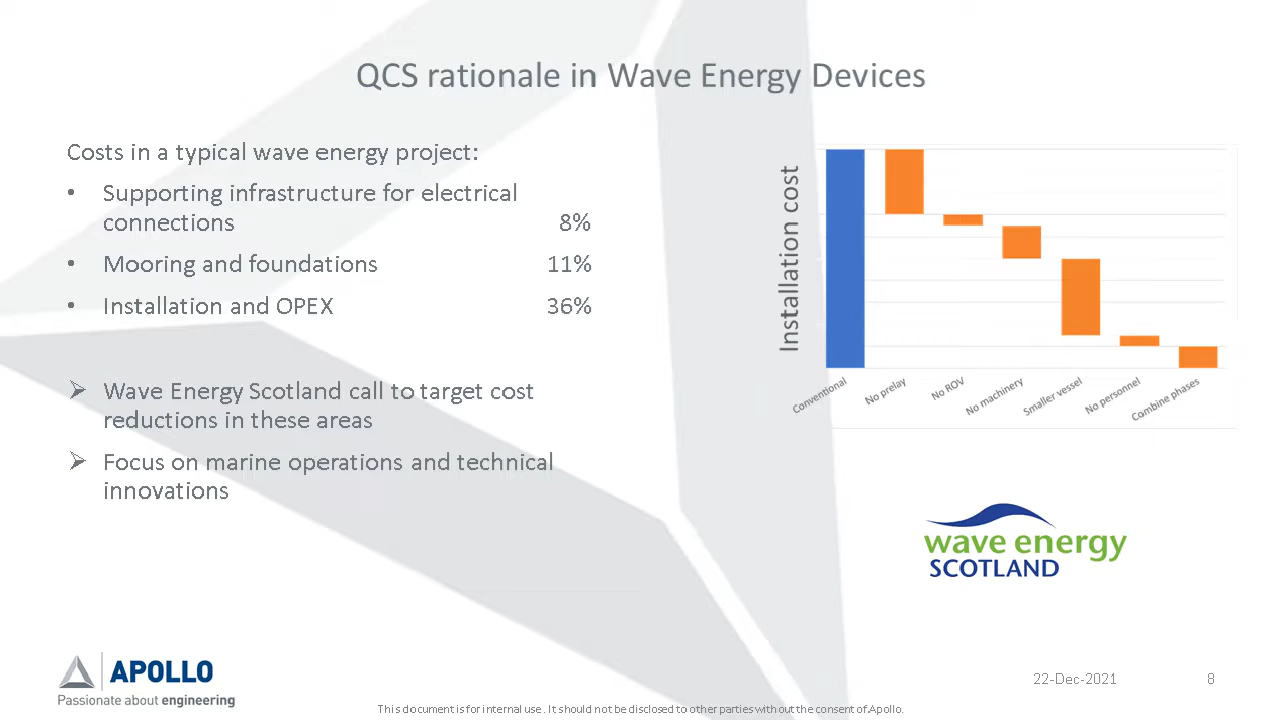 QCS rationale in Wave Energy Devices
Costs in a typical wave energy project:
• Supporting infrastructure for electrical
connections 8%
• Mooring and foundations 11%
• Installation and OPEX 36%
➢ Wave Energy Scotland call to target cost
reductions in these areas
➢ Focus on marine operations and technical
innovations
Installation cost
Conventional
No prelay
No ROV
No machinery
Smaller vessel
No personnel
Combine phases
wave energy
SCOTLAND
APOLLO
Passionate about engineering
22-Dec-2021
8
This document is for internal use. It should not be disclosed to other parties without the consent of Apollo.